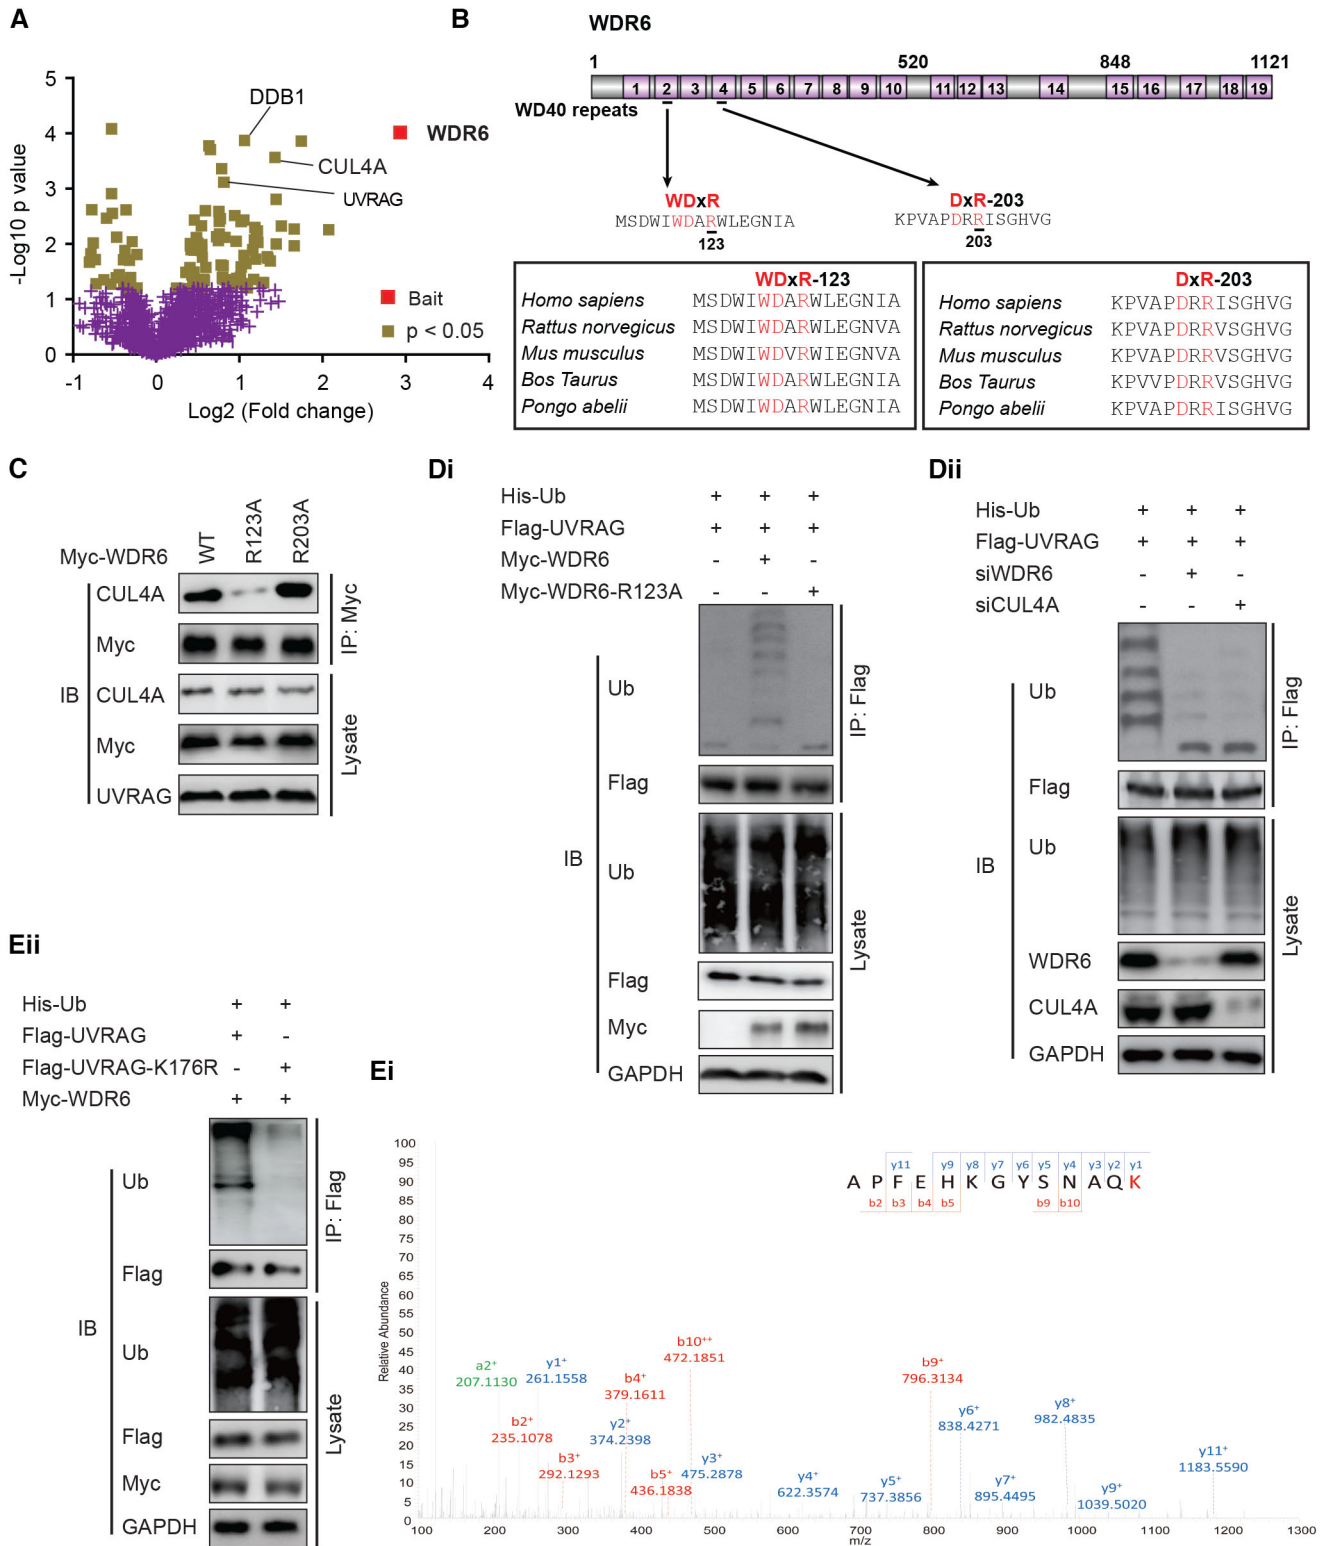 A
5
4
3
2
1
0
-1
0
1
2
3
4
-Log10 p value
Log2 (Fold change)
DDB1
WDR6
CUL4A
UVRAG
Bait
p < 0.05
B
WDR6
1
520
848
1121
1 2 3 4 5 6 7 8 9 10 11 12 13 14 15 16 17 18 19
WD40 repeats
WDxR
MSDWIWDARWLEGNIA
123
DxR-203
KPVAPDRRISGHVG
203
WDxR-123
Homo sapiens MSDWIWDARWLEGNIA
Rattus norvegicus MSDWIWDARWLEGNVA
Mus musculus MSDWIWDVRWIEGNVA
Bos Taurus MSDWIWDARWLEGNIA
Pongo abelii MSDWIWDARWLEGNIA
DxR-203
Homo sapiens KPVAPDRRISGHVG
Rattus norvegicus KPVAPDRRVSGHVG
Mus musculus KPVAPDRRVSGHVG
Bos Taurus KPVVPDRRISGHVG
Pongo abelii KPVAPDRRISGHVG
C
Myc-WDR6
WT
R123A
R203A
CUL4A
Myc
IP: Myc
IB
CUL4A
Myc
UVRAG
Lysate
Di
His-Ub + + +
Flag-UVRAG + + +
Myc-WDR6 - + -
Myc-WDR6-R123A - - +
Ub
Flag
IP: Flag
IB
Ub
Flag
Myc
GAPDH
Lysate
Dii
His-Ub + + +
Flag-UVRAG + + +
siWDR6 - + -
siCUL4A - - +
Ub
Flag
IP: Flag
IB
Ub
WDR6
CUL4A
GAPDH
Lysate
Eii
His-Ub + +
Flag-UVRAG + -
Flag-UVRAG-K176R - +
Myc-WDR6 + +
Ub
Flag
IP: Flag
IB
Ub
Flag
Myc
GAPDH
Lysate
Ei
100
95
90
85
80
75
70
65
60
55
50
45
40
35
30
25
20
15
10
5
0
Relative Abundance
100 200 300 400 500 600 700 800 900 1000 1100 1200 1300
m/z
y11 y9 y8 y7 y6 y5 y4 y3 y2 y1
A P F E H K G Y S N A Q K
b2 b3 b4 b5 b9 b10
a2+
207.1130
y1+
261.1558
b2+
235.1078
b3+
292.1293
b4+
379.1611
y2+
374.2398
b5+
436.1838
b10++
472.1851
y3+
475.2878
y4+
622.3574
y5+
737.3856
b9+
796.3134
y6+
838.4271
y7+
895.4495
y8+
982.4835
y9+
1039.5020
y11+
1183.5590